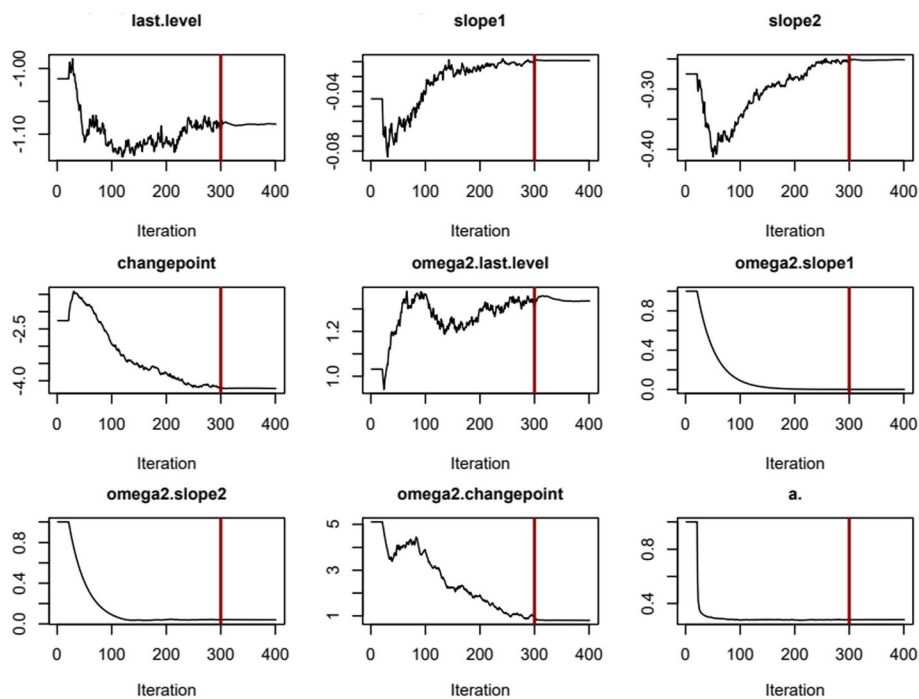 last.level slope1 slope2
-1.00 -0.04 -0.30
-1.10 -0.08 -0.40
0 100 200 300 400 0 100 200 300 400 0 100 200 300 400
Iteration Iteration Iteration
changepoint omega2.last.level omega2.slope1
-2.5 1.2 0.8
-4.0 1.0 0.4
0.0
0 100 200 300 400 0 100 200 300 400 0 100 200 300 400
Iteration Iteration Iteration
omega2.slope2 omega2.changepoint a.
0.8 5 0.8
0.4 3 0.4
0.0 1
0 100 200 300 400 0 100 200 300 400 0 100 200 300 400
Iteration Iteration Iteration